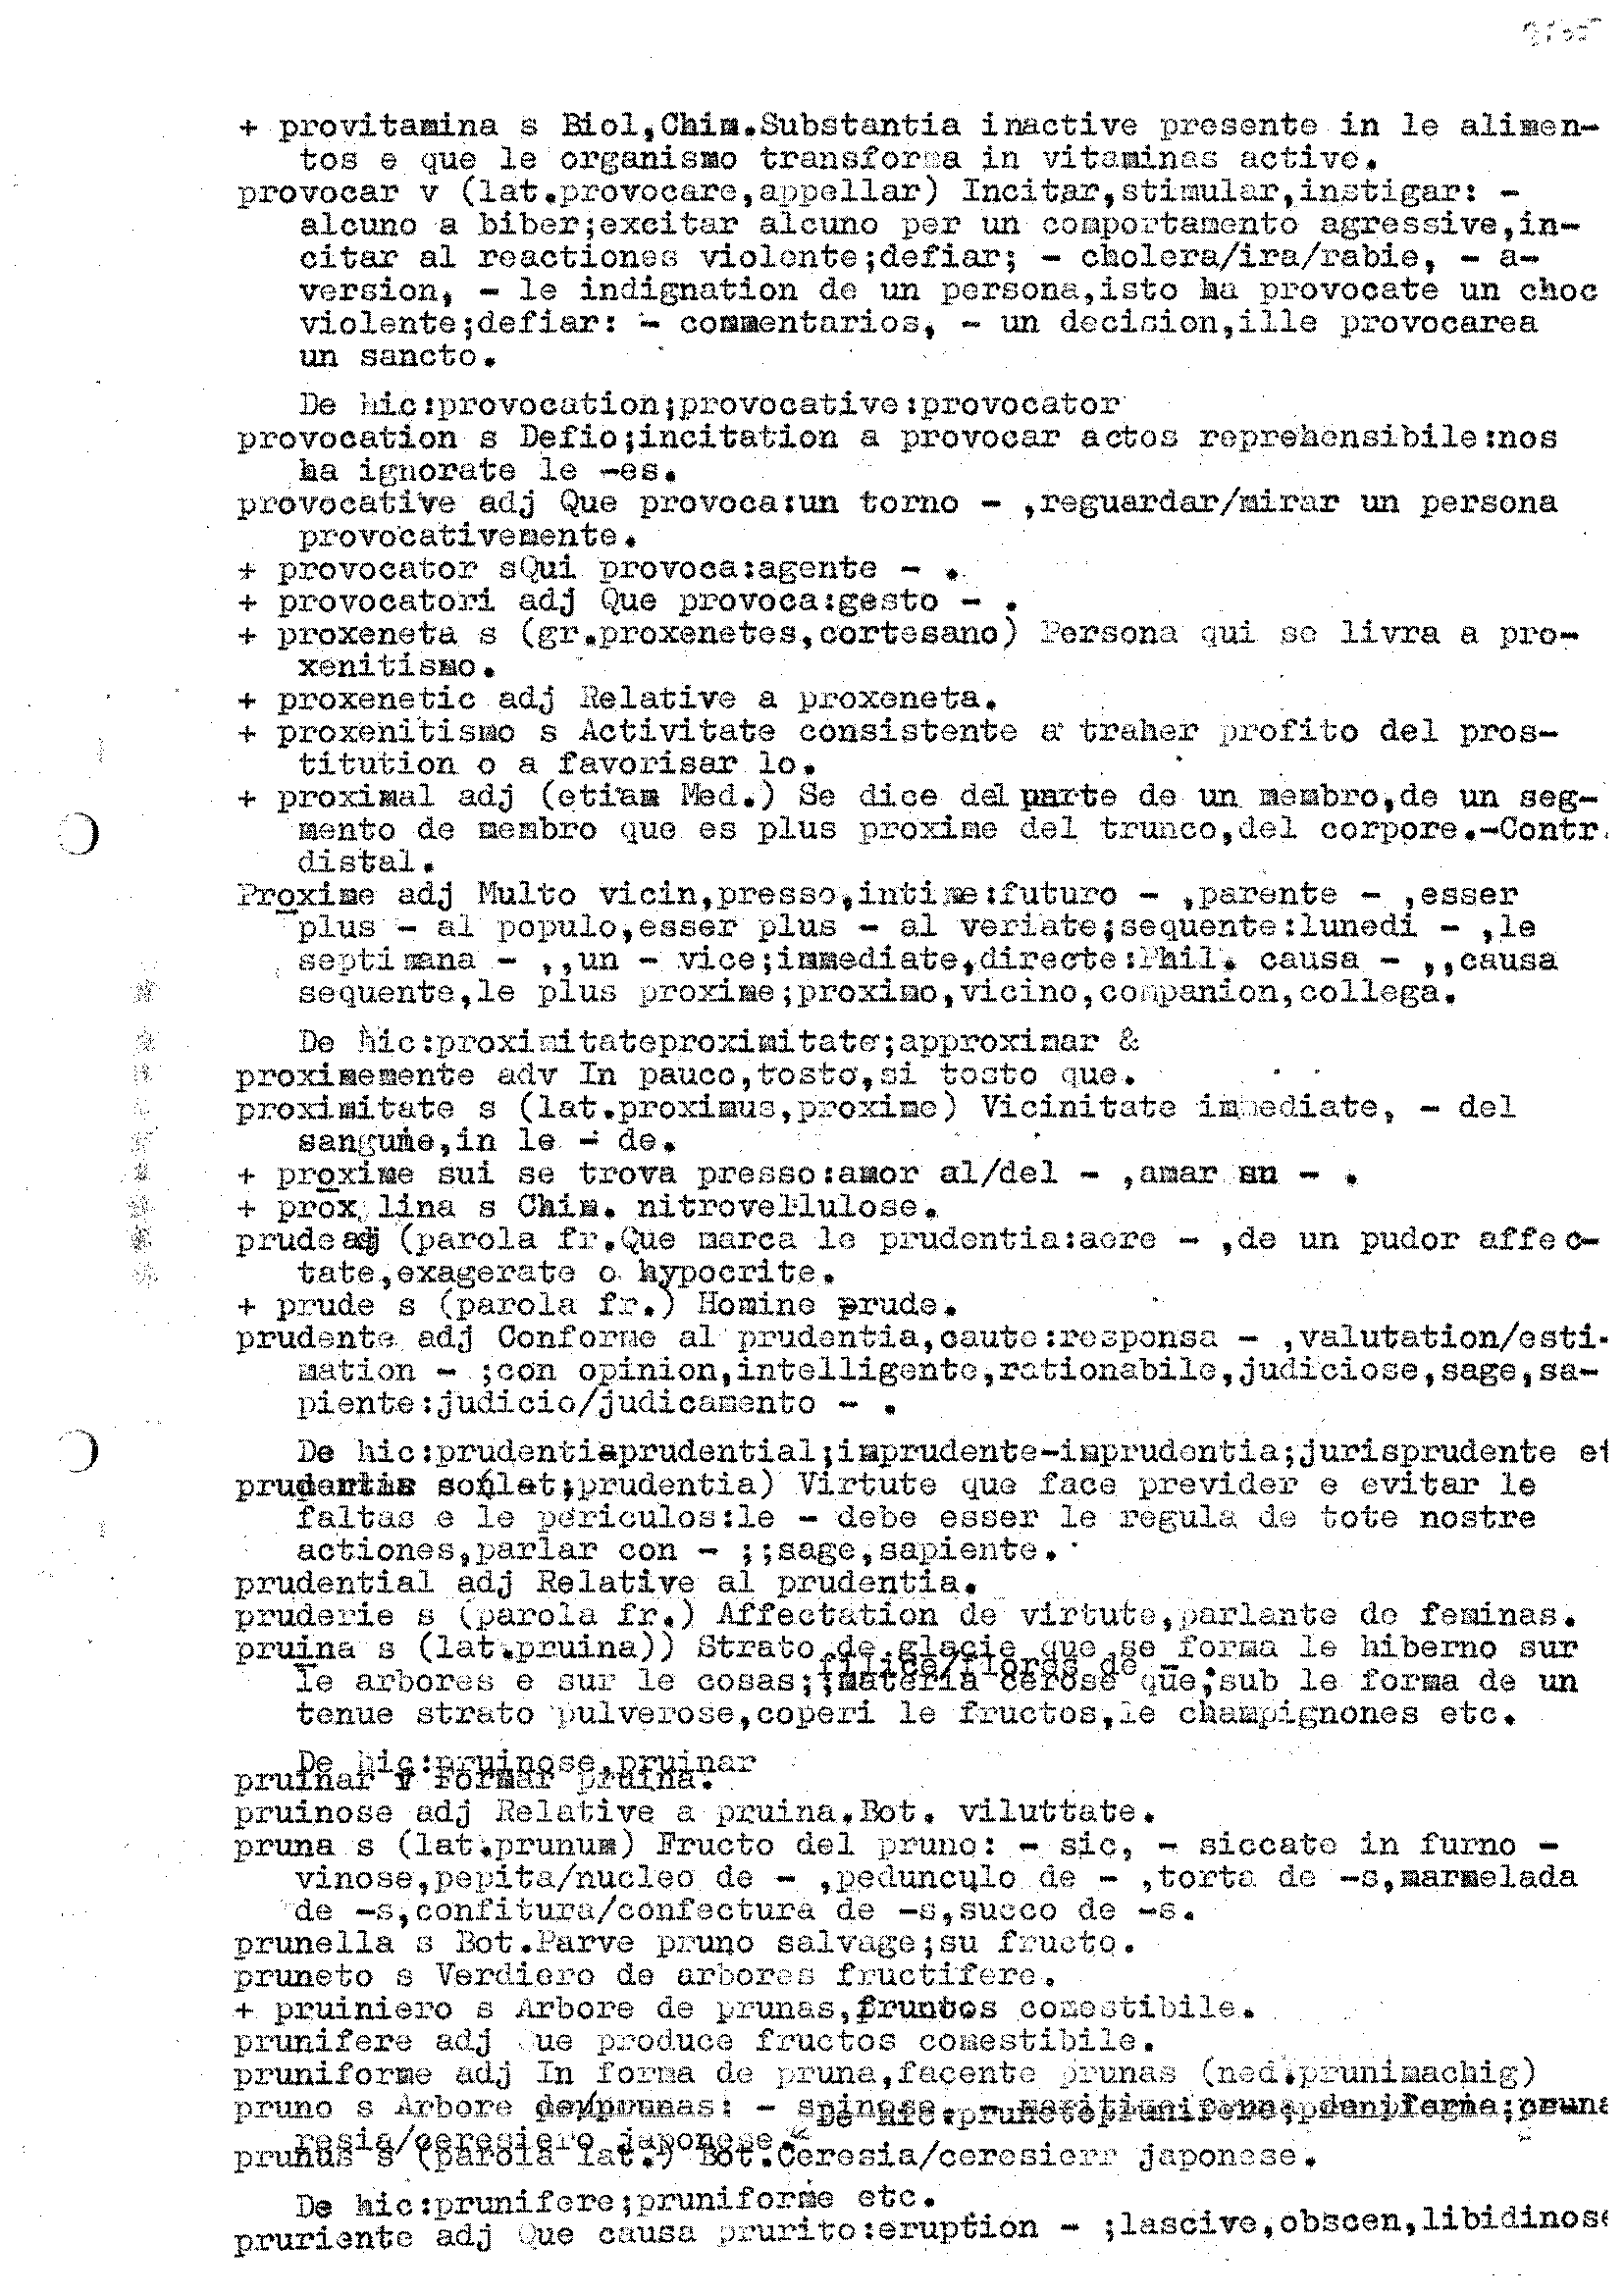 + provitamina s Biol,Chim.Substantia inactive presente in le alimen-
tos e que le organismo transforma in vitaminas active.
provocar v (lat.provocare,appellar) Incitar,stimular,instigar: -
alcuno a biber;excitar alcuno per un comportamento agressive,in-
citar al reactiones violente;defiar; - cholera/ira/rabie, - a-
version, - le indignation de un persona,isto ha provocate un choc
violente;defiar: - commentarios, - un decision,ille provocarea
un sancto.
De hic:provocation;provocative:provocator
provocation s Defio;incitation a provocar actos reprehensibile:nos
ha ignorate le -es.
provocative adj Que provoca:un torno - ,reguardar/mirar un persona
provocativemente.
+ provocator sQui provoca:agente - .
+ provocatori adj Que provoca:gesto - .
+ proxeneta s (gr.proxenetes,cortesano) Persona qui se livra a pro-
xenitismo.
+ proxenetic adj Relative a proxeneta.
+ proxenitismo s Activitate consistente a traher profito del pros-
titution o a favorisar lo.
+ proximal adj (etiam Med.) Se dice del parte de un membro,de un seg-
mento de membro que es plus proxime del trunco,del corpore.-Contr.
distal.
Proxime adj Multo vicin,presso,intime:futuro - ,parente - ,esser
plus - al populo,esser plus - al veriate;sequente:lunedi - ,le
septimana - ,,un - vice;immediate,directe:Phil. causa - ,,causa
sequente,le plus proxime;proximo,vicino,companion,collega.
De hic:proximitateproximitate;approximar &
proximemente adv In pauco,tosto,si tosto que.
proximitate s (lat.proximus,proxime) Vicinitate immediate, - del
sangune,in le - de.
+ proxime sui se trova presso:amor al/del - ,amar un - .
+ prox lina s Chim. nitrovellulose.
prude adj (parola fr.Que marca le prudentia:aere - ,de un pudor affec-
tate,exagerate o hypocrite.
+ prude s (parola fr.) Homine prude.
prudente adj Conforme al prudentia,caute:responsa - ,valutation/esti-
mation - ;con opinion,intelligente,rationabile,judiciose,sage,sa-
piente:judicio/judicamento - .
De hic:prudentiaprudential;imprudente-imprudentia;jurisprudente et
prudentia lat;prudentia) Virtute que face previder e evitar le
faltas e le periculos:le - debe esser le regula de tote nostre
actiones,parlar con - ;;sage,sapiente.
prudential adj Relative al prudentia.
pruderie s (parola fr.) Affectation de virtute,parlante de feminas.
pruina s (lat.pruina)) Strato de glacie que se forma le hiberno sur
filice/flores de - .
le arbores e sur le cosas;;materia cerose que;sub le forma de un
tenue strato pulverose,coperi le fructos,le champignones etc.
De hic:pruinose,pruinar
pruinar v Formar pruina.
pruinose adj Relative a pruina.Bot. viluttate.
pruna s (lat.prunum) Fructo del pruno: - sic, - siccate in furno -
vinose,pepita/nucleo de - ,pedunculo de - ,torta de -s,marmelada
de -s,confitura/confectura de -s,succo de -s.
prunella s Bot.Parve pruno salvage;su fructo.
pruneto s Verdiero de arbores fructifere.
+ pruiniero s Arbore de prunas,fruntos comestibile.
prunifere adj ue produce fructos comestibile.
pruniforme adj In forma de pruna,facente prunas (ned.prunimachig)
pruno s Arbore de/prunas: - spinose, -
resia/ceresiero japonese.
prunus s (parola lat.) Bot.Ceresia/ceresierr japonese.
De hic:prunifere;pruniforme etc.
pruriente adj Que causa prurito:eruption - ;lascive,obscen,libidinose